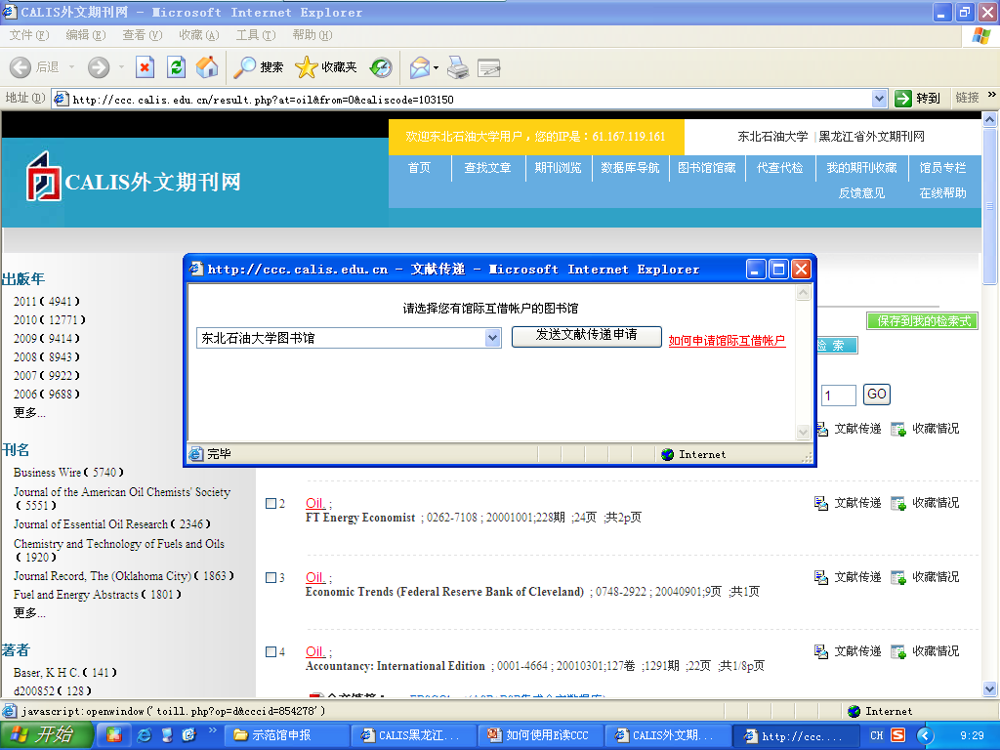 CALIS外文期刊网 - Microsoft Internet Explorer
文件(F) 编辑(E) 查看(V) 收藏(A) 工具(T) 帮助(H)
后退 搜索 收藏夹
地址(D) http://ccc.calis.edu.cn/result.php?at=oil&from=0&caliscode=103150 转到 链接 »
欢迎东北石油大学用户，您的IP是：61.167.119.161 东北石油大学 | 黑龙江省外文期刊网
CALIS外文期刊网
首页 查找文章 期刊浏览 数据库导航 图书馆馆藏 代查代检 我的期刊收藏 馆员专栏
反馈意见 在线帮助
出版年
2011 ( 4941 )
2010 ( 12771 )
2009 ( 9414 )
2008 ( 8943 )
2007 ( 9922 )
2006 ( 9688 )
更多...
刊名
Business Wire ( 5740 )
Journal of the American Oil Chemists' Society
( 5551 )
Journal of Essential Oil Research ( 2346 )
Chemistry and Technology of Fuels and Oils
( 1920 )
Journal Record, The (Oklahoma City) ( 1863 )
Fuel and Energy Abstracts ( 1801 )
更多...
著者
Baser, K H C. ( 141 )
d200852 ( 128 )
http://ccc.calis.edu.cn - 文献传递 - Microsoft Internet Explorer
请选择您有馆际互借帐户的图书馆
东北石油大学图书馆 发送文献传递申请 如何申请馆际互借帐户
完毕 Internet
保存到我的检索式
检 索
1 GO
文献传递 收藏情况
2 Oil. ; 文献传递 收藏情况
FT Energy Economist ; 0262-7108 ; 20001001;228期 ;24页 ;共2p页
3 Oil. ; 文献传递 收藏情况
Economic Trends (Federal Reserve Bank of Cleveland) ; 0748-2922 ; 20040901;9页 ;共1页
4 Oil. ; 文献传递 收藏情况
Accountancy: International Edition ; 0001-4664 ; 20010301;127卷 ;1291期 ;22页 ;共1/8p页
javascript:openwindow('toill.php?op=d&cccid=854278') Internet
开始 » 示范馆申报 CALIS黑龙江... 如何使用E读CCC CALIS外文期... http://ccc.... CH S 9:29